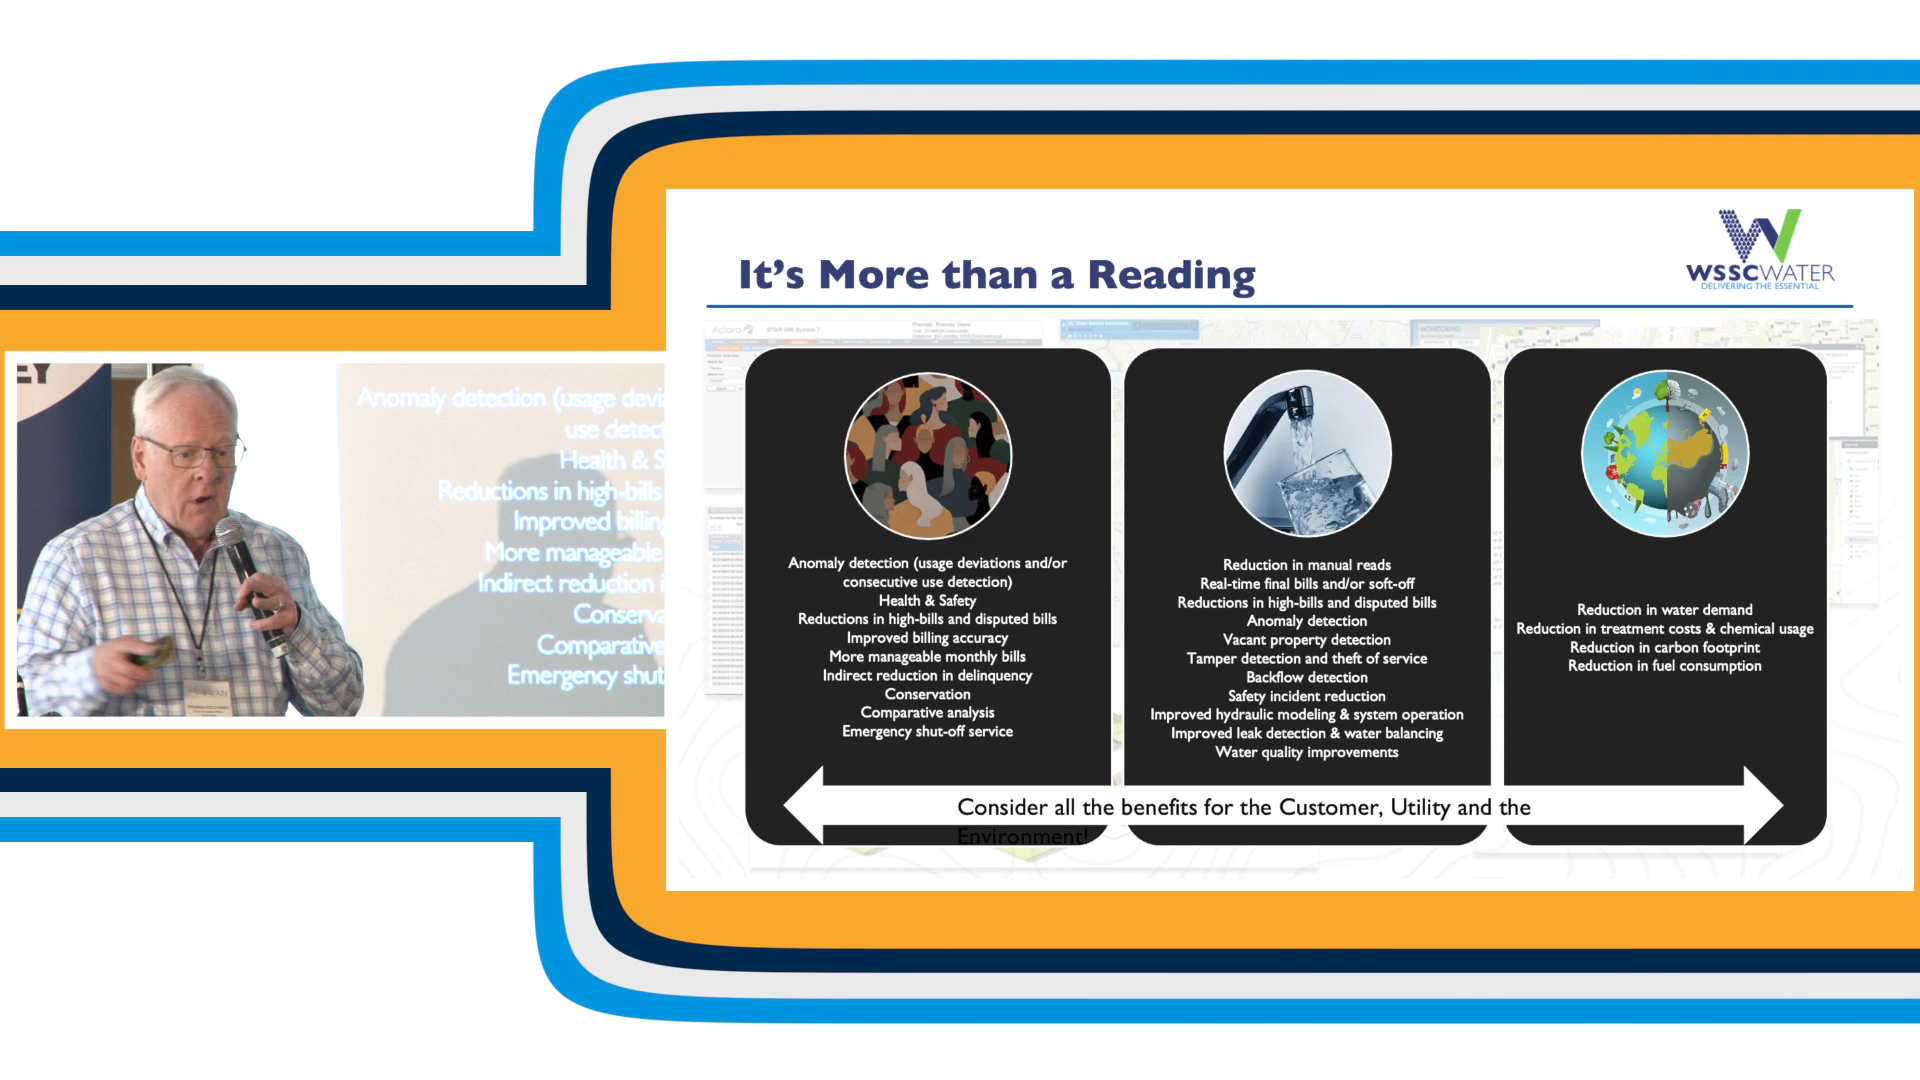 It's More than a Reading
WSSCWATER
DELIVERING THE ESSENTIAL
Aclara
STAR AMI System 7
MONITORING
EY
Anomaly detection (usage devi
use detect
Health & S
Reductions in high-bills
Improved billing
More manageable
Indirect reduction i
Conserva
Comparative
Emergency shut
Anomaly detection (usage deviations and/or
consecutive use detection)
Health & Safety
Reductions in high-bills and disputed bills
Improved billing accuracy
More manageable monthly bills
Indirect reduction in delinquency
Conservation
Comparative analysis
Emergency shut-off service
Reduction in manual reads
Real-time final bills and/or soft-off
Reductions in high-bills and disputed bills
Anomaly detection
Vacant property detection
Tamper detection and theft of service
Backflow detection
Safety incident reduction
Improved hydraulic modeling & system operation
Improved leak detection & water balancing
Water quality improvements
Reduction in water demand
Reduction in treatment costs & chemical usage
Reduction in carbon footprint
Reduction in fuel consumption
Consider all the benefits for the Customer, Utility and the
Environment!